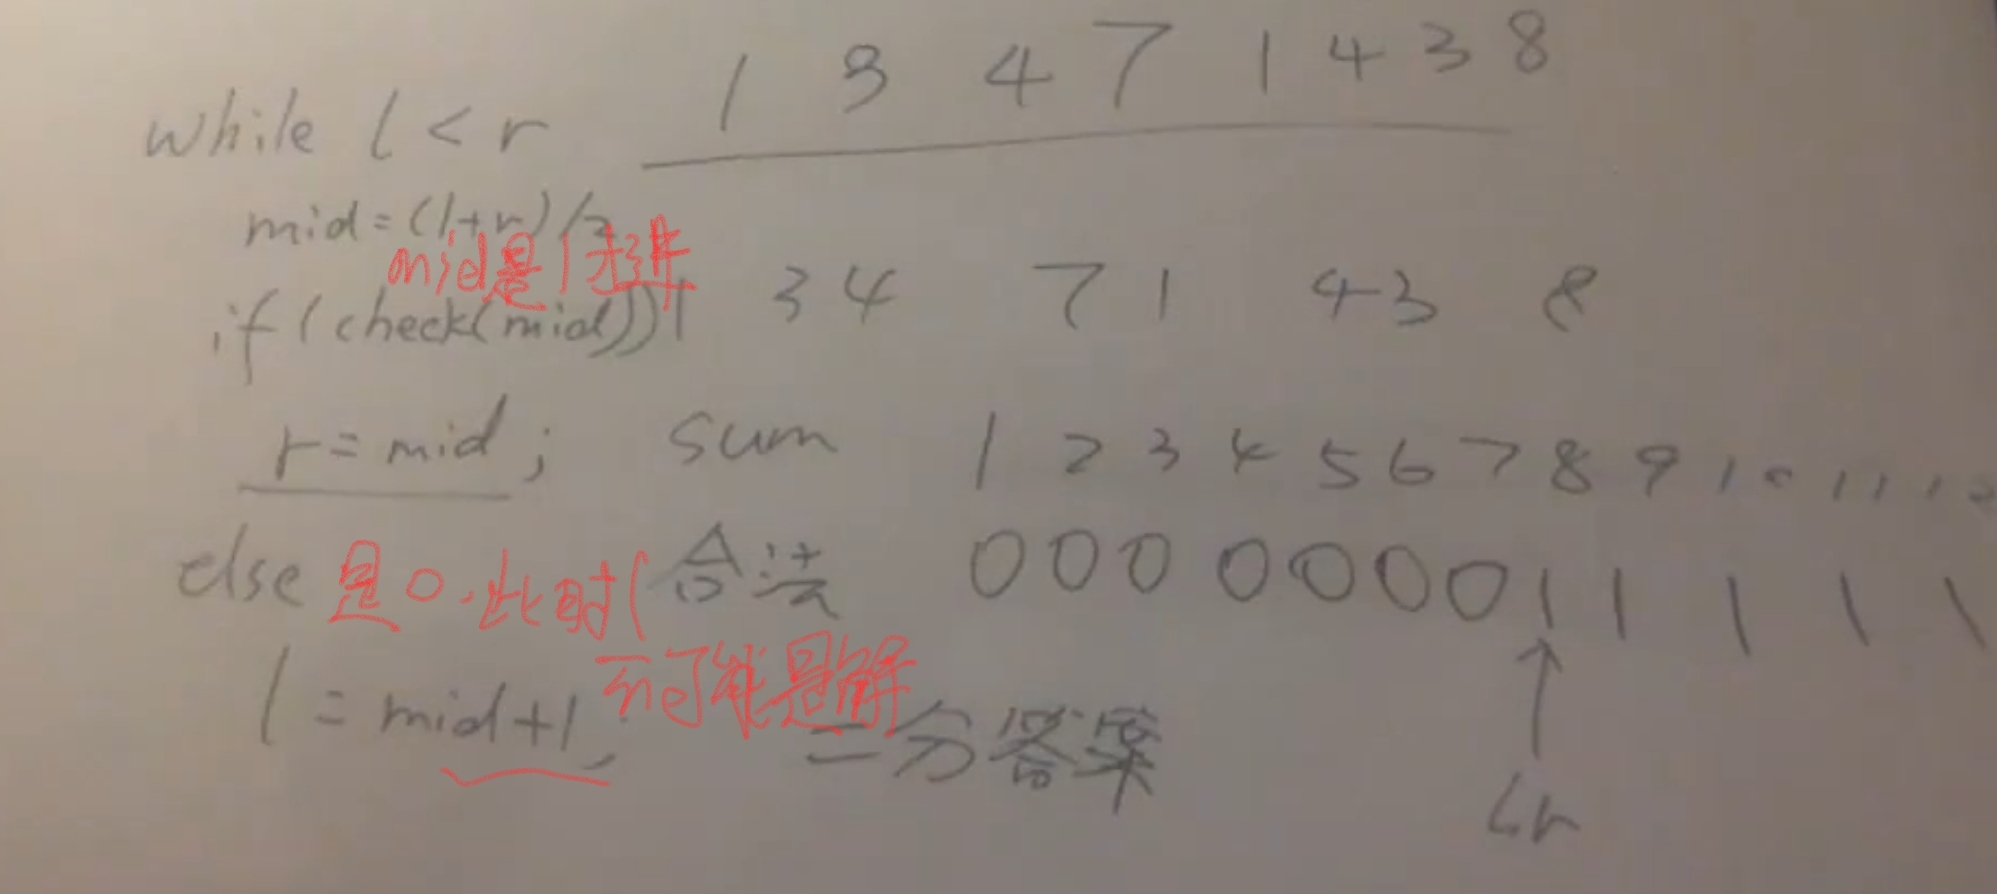 1 3 4 7 1 4 3 8
while l < r
mid = (l+r)/2
mid是1才进
if (check(mid))
1 3 4 7 1 4 3 8
r = mid;
sum 1 2 3 4 5 6 7 8 9 10 11 12
else
是0.此时l
合法 0 0 0 0 0 0 0 1 1 1 1 1
不可能是解
l = mid+1;
二分答案
Lr